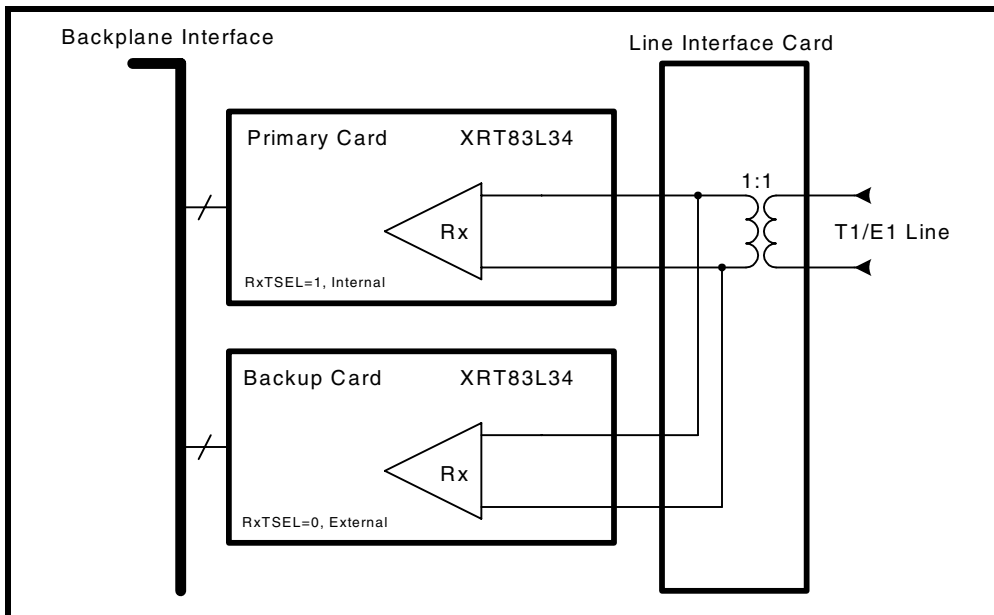 Backplane Interface
Line Interface Card
Primary Card XRT83L34
1:1
Rx
T1/E1 Line
RxTSEL=1, Internal
Backup Card XRT83L34
Rx
RxTSEL=0, External